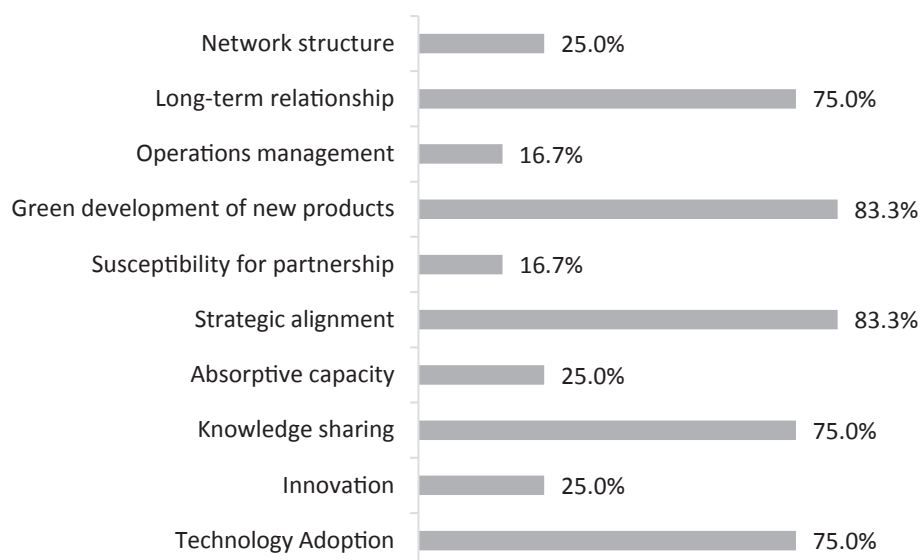 Network structure 25.0%
Long-term relationship 75.0%
Operations management 16.7%
Green development of new products 83.3%
Susceptibility for partnership 16.7%
Strategic alignment 83.3%
Absorptive capacity 25.0%
Knowledge sharing 75.0%
Innovation 25.0%
Technology Adoption 75.0%